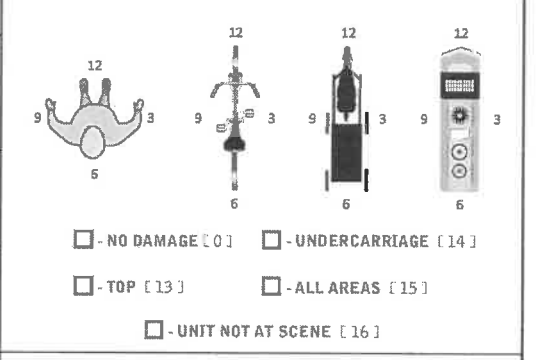 12 12 12
12
9 3 9 3 9 3 9 3
6
6 6 6
- NO DAMAGE [ 0 ] - UNDERCARRIAGE [ 14 ]
- TOP [ 13 ] - ALL AREAS [ 15 ]
- UNIT NOT AT SCENE [ 16 ]